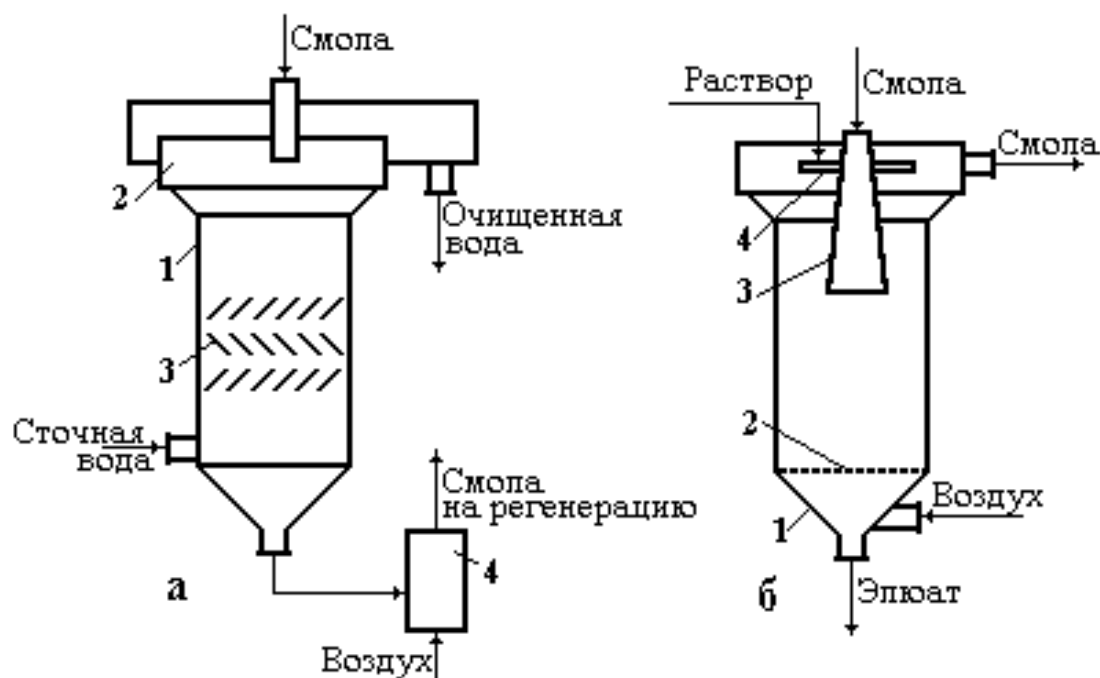 Смола
2
Очищенная
вода
1
3
Сточная
вода
Смола
на регенерацию
4
Воздух
а
Раствор
Смола
Смола
4
3
2
1
Воздух
Элюат
б